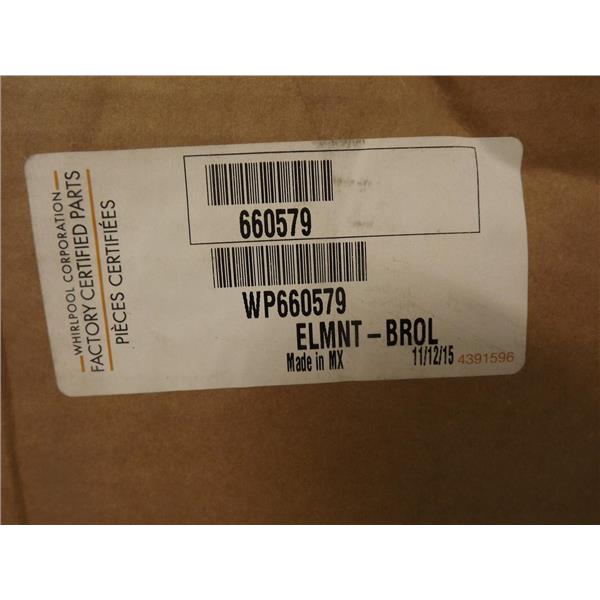 WHIRLPOOL CORPORATION
FACTORY CERTIFIED PARTS
PIÈCES CERTIFIÉES
660579
WP660579
ELMNT-BROL
Made in MX
11/12/15 4391596